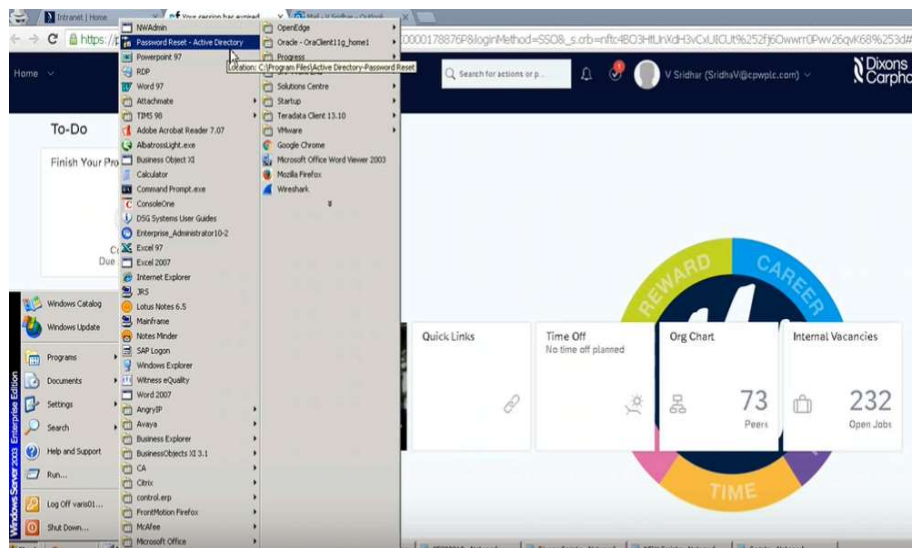 Intranet | Home
Your session has expired
Mail - V Sridhar - Outlook
https://
Home
Search for actions or p...
V Sridhar (SridhaV@cpwplc.com)
Dixons
Carpho
To-Do
Finish Your Pro
Due
NWAdmin
Password Reset - Active Directory
Powerpoint 97
RDP
Word 97
Attachmate
TIMS 98
Adobe Acrobat Reader 7.07
AlbatrossLight.exe
Business Object XI
Calculator
Command Prompt.exe
ConsoleOne
DSG Systems User Guides
Enterprise_Administrator10-2
Excel 97
Excel 2007
Internet Explorer
JRS
Lotus Notes 6.5
Mainframe
Notes Minder
SAP Logon
Windows Explorer
Witness eQuality
Word 2007
AngryIP
Avaya
Business Explorer
BusinessObjects XI 3.1
CA
Citrix
control.erp
FrontMotion Firefox
McAfee
Microsoft Office
OpenEdge
Oracle - OraClient11g_home1
Progress
Location: C:\Program Files\Active Directory-Password Reset
Solutions Centre
Startup
Teradata Client 13.10
VMware
Google Chrome
Microsoft Office Word Viewer 2003
Mozilla Firefox
Wireshark
Windows Catalog
Windows Update
Programs
Documents
Settings
Search
Help and Support
Run...
Log Off varis01...
Shut Down...
Windows Server 2003 Enterprise Edition
Quick Links
Time Off
No time off planned
Org Chart
73
Peers
Internal Vacancies
232
Open Jobs
REWARD
CAREER
TIME